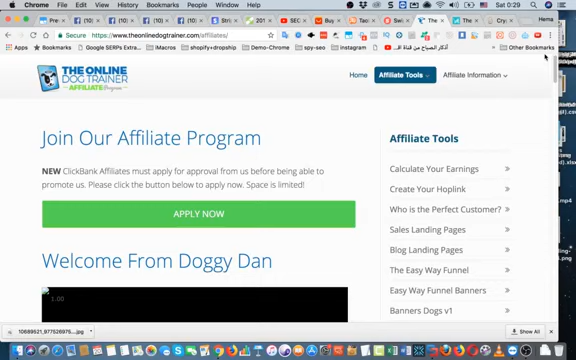 Chrome File Edit View History Bookmarks People Window Sat 0:29
Secure https://www.theonlinedogtrainer.com/affiliates/
Hema
Apps Bookmarks Google SERPs Extra... iMacros shopify+dropship Demo-Chrome spy-seo instagram Other Bookmarks
THE ONLINE
DOG TRAINER
AFFILIATE Program
Home Affiliate Tools Affiliate Information
Join Our Affiliate Program
NEW ClickBank Affiliates must apply for approval from us before being able to
promote us. Please click the button below to apply now. Space is limited!
APPLY NOW
Welcome From Doggy Dan
1.00
Affiliate Tools
Calculate Your Earnings
Create Your Hoplink
Who is the Perfect Customer?
Sales Landing Pages
Blog Landing Pages
The Easy Way Funnel
Easy Way Funnel Banners
Banners Dogs v1
Show All